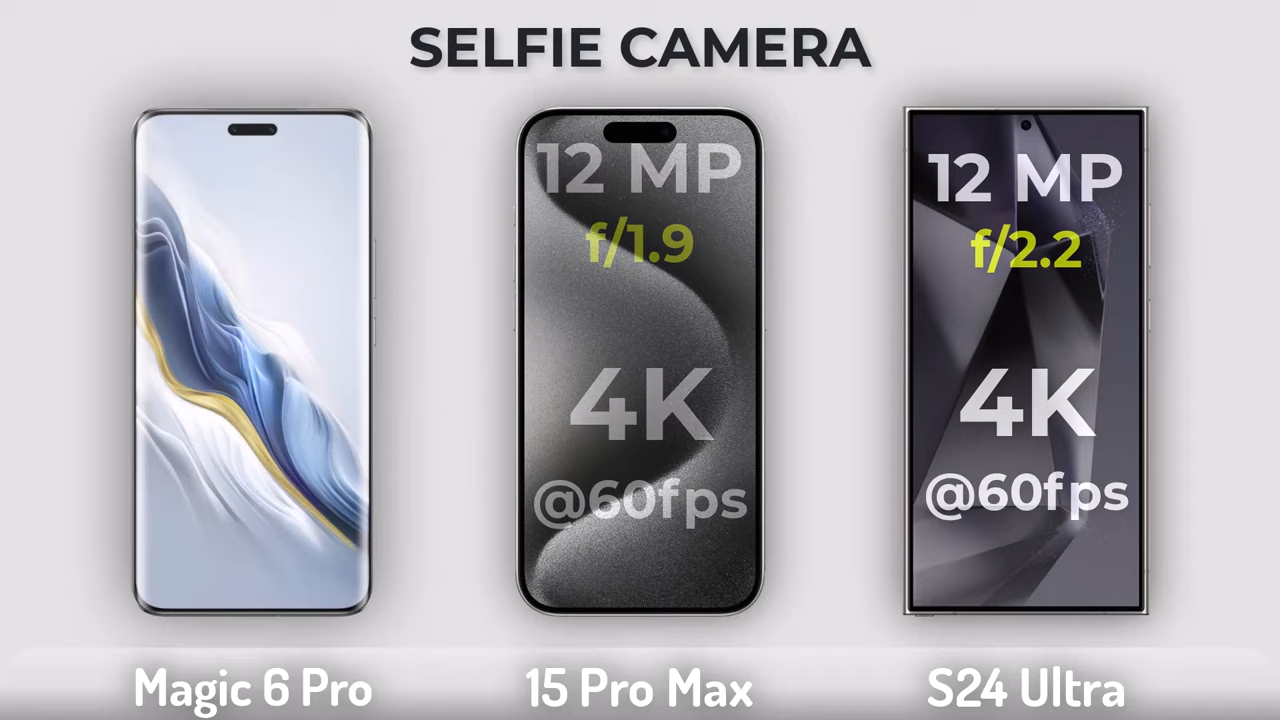 SELFIE CAMERA
12 MP
f/1.9
4K
@60fps
12 MP
f/2.2
4K
@60fps
Magic 6 Pro
15 Pro Max
S24 Ultra